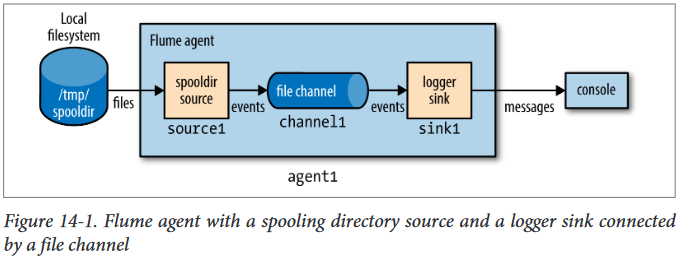 Local
filesystem
/tmp/
spooldir
files
Flume agent
spooldir
source
source1
events
file channel
channel1
events
logger
sink
sink1
messages
console
agent1
Figure 14-1. Flume agent with a spooling directory source and a logger sink connected
by a file channel